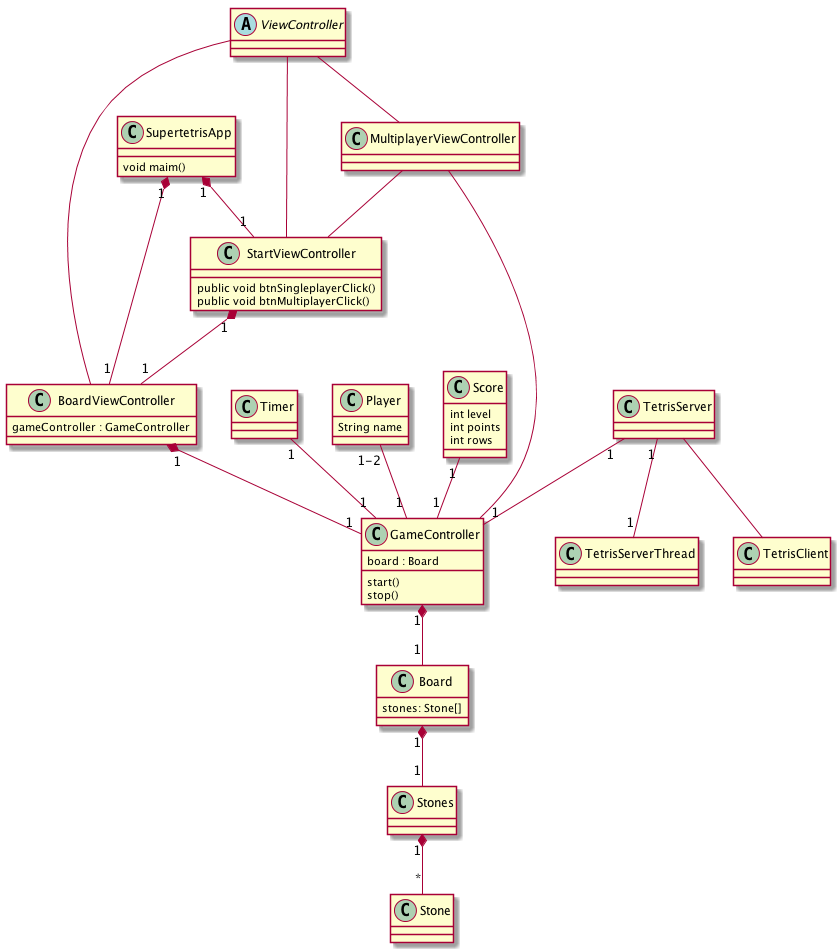 A ViewController
C SupertetrisApp
void maim()
C MultiplayerViewController
1
1
1
C StartViewController
public void btnSingleplayerClick()
public void btnMultiplayerClick()
1
1
1
C BoardViewController
gameController : GameController
C Timer
C Player
String name
C Score
int level
int points
int rows
C TetrisServer
1
1
1-2
1
1
1
1
1
1
1
1
1
C GameController
board : Board
start()
stop()
C TetrisServerThread
C TetrisClient
1
1
C Board
stones: Stone[]
1
1
C Stones
1
*
C Stone